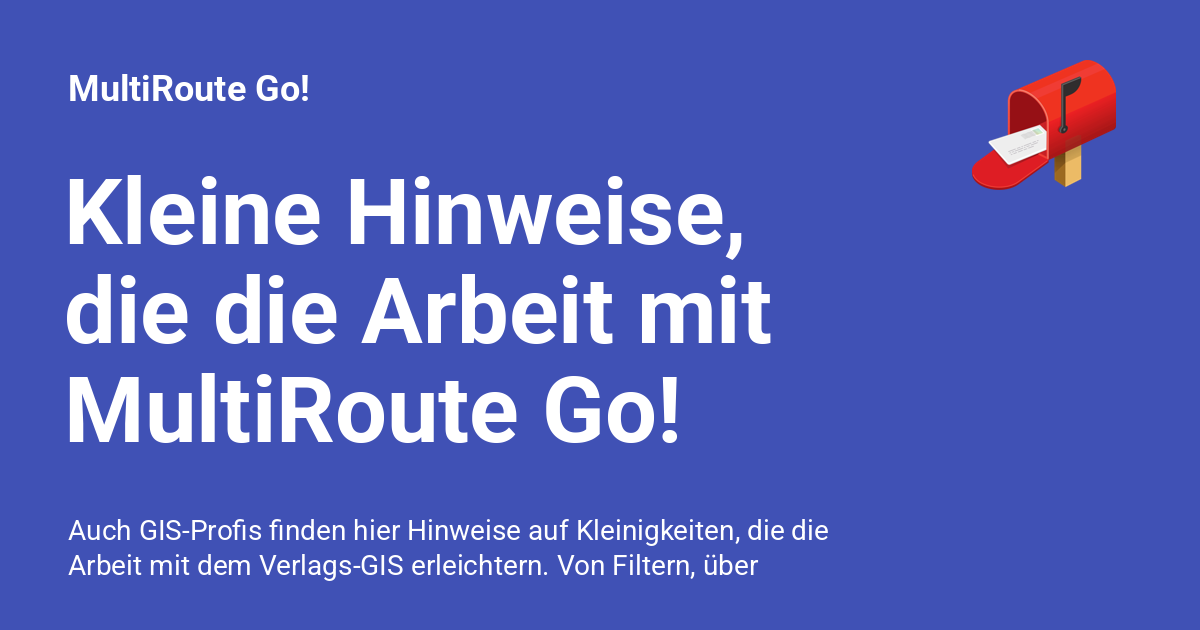 MultiRoute Go!
Kleine Hinweise,
die die Arbeit mit
MultiRoute Go!
Auch GIS-Profis finden hier Hinweise auf Kleinigkeiten, die die
Arbeit mit dem Verlags-GIS erleichtern. Von Filtern, über